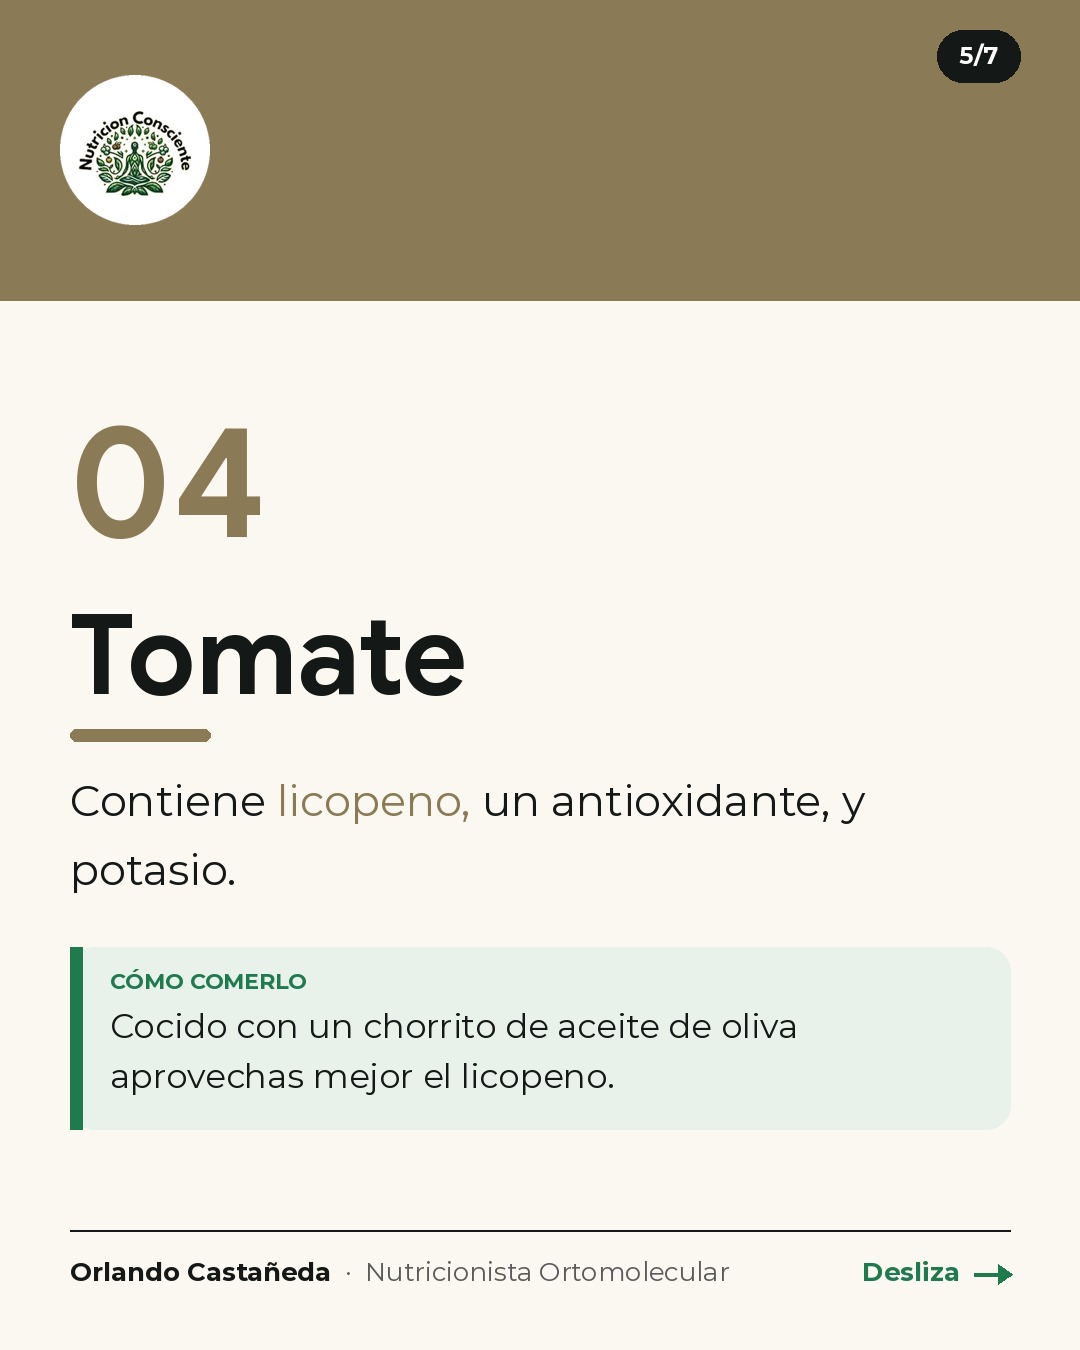 5/7
Nutricion Consciente
04
Tomate
Contiene licopeno, un antioxidante, y
potasio.
CÓMO COMERLO
Cocido con un chorrito de aceite de oliva
aprovechas mejor el licopeno.
Orlando Castañeda · Nutricionista Ortomolecular
Desliza